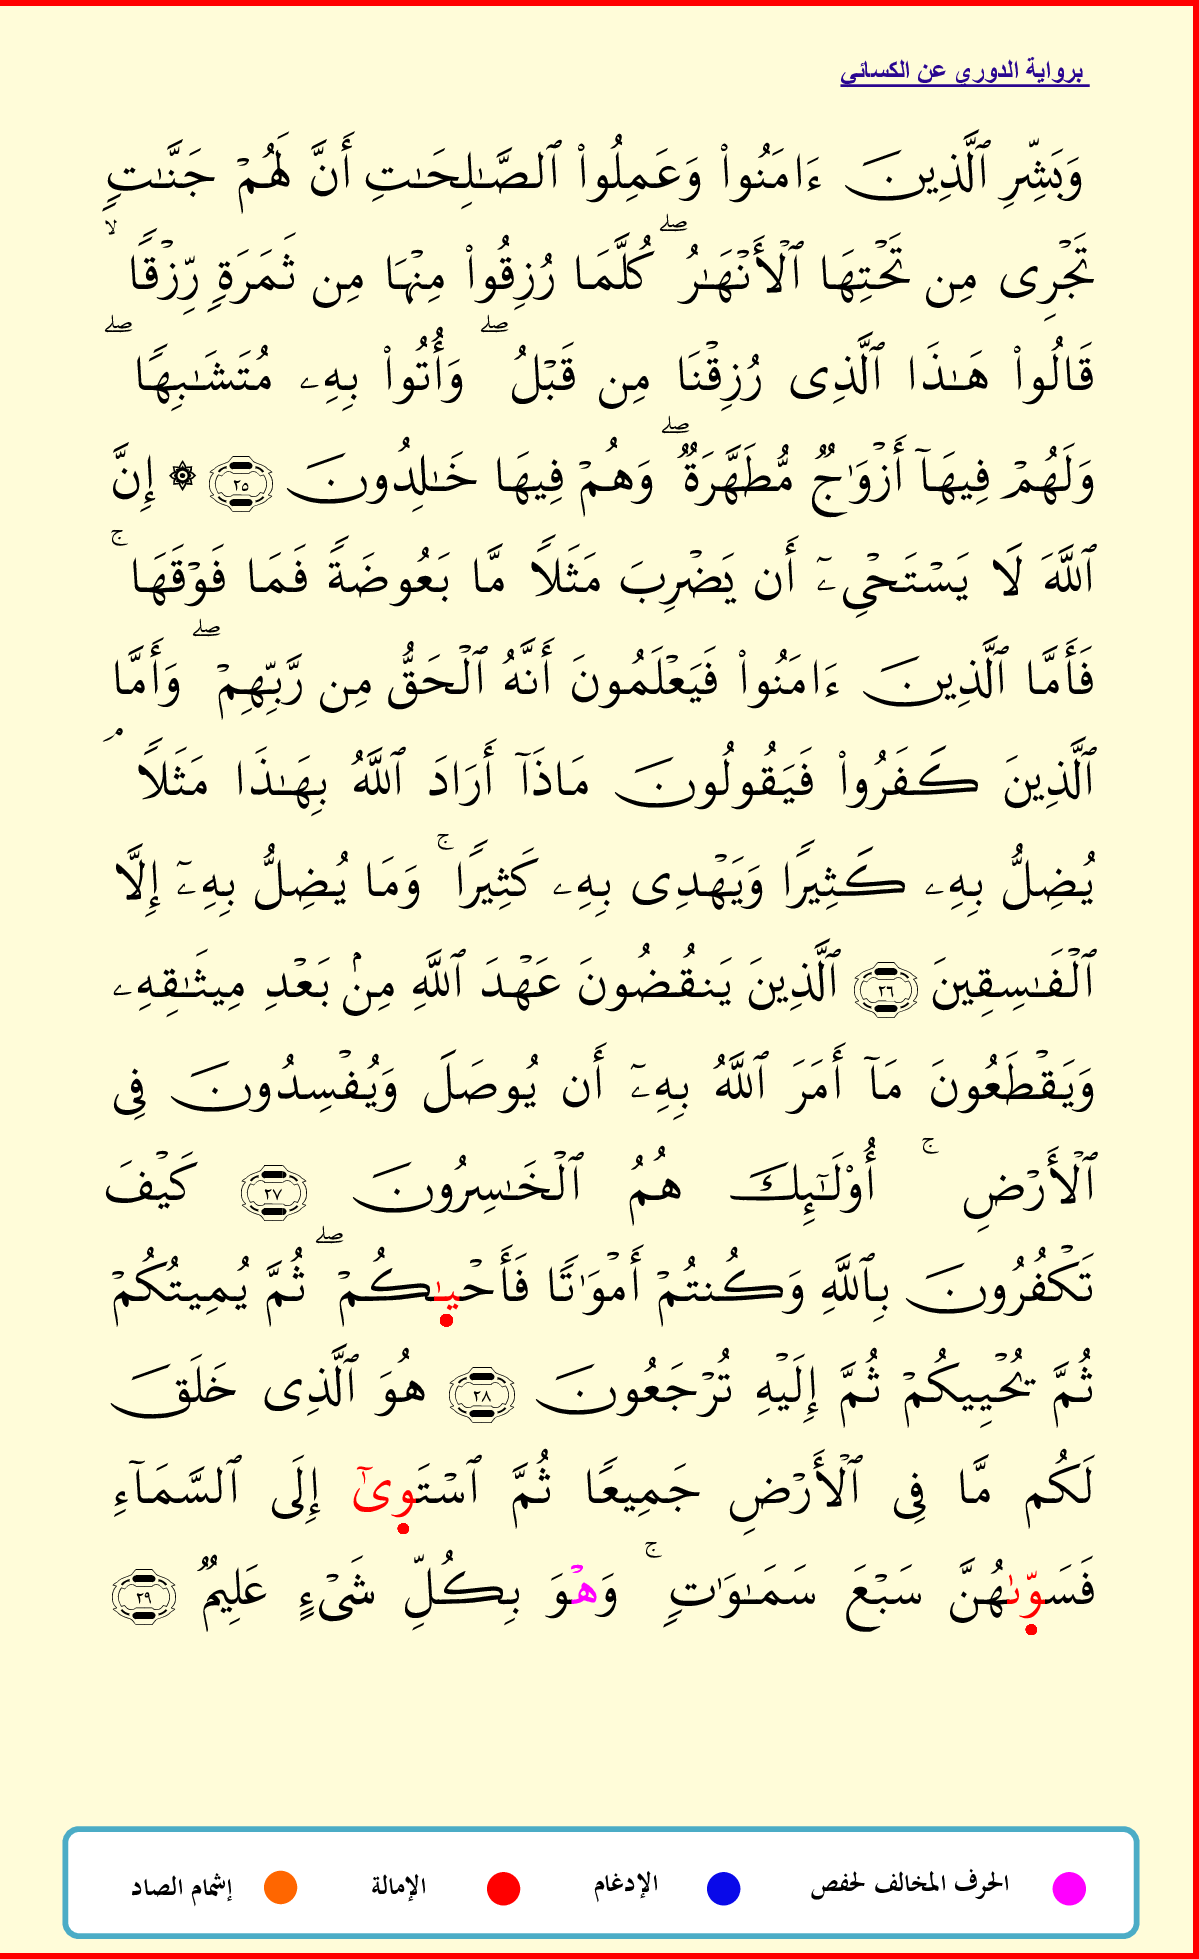 برواية الدوري عن الكسائي
وَبَشِّرِ ٱلَّذِينَ ءَامَنُوا۟ وَعَمِلُوا۟ ٱلصَّـٰلِحَـٰتِ أَنَّ لَهُمْ جَنَّـٰتٍ
تَجْرِى مِن تَحْتِهَا ٱلْأَنْهَـٰرُ ۖ كُلَّمَا رُزِقُوا۟ مِنْهَا مِن ثَمَرَةٍ رِّزْقًا ۙ
قَالُوا۟ هَـٰذَا ٱلَّذِى رُزِقْنَا مِن قَبْلُ ۖ وَأُتُوا۟ بِهِۦ مُتَشَـٰبِهًا ۖ
وَلَهُمْ فِيهَآ أَزْوَٰجٌ مُّطَهَّرَةٌ ۖ وَهُمْ فِيهَا خَـٰلِدُونَ ٢٥ ۞ إِنَّ
ٱللَّهَ لَا يَسْتَحْىِۦٓ أَن يَضْرِبَ مَثَلًا مَّا بَعُوضَةً فَمَا فَوْقَهَا ۚ
فَأَمَّا ٱلَّذِينَ ءَامَنُوا۟ فَيَعْلَمُونَ أَنَّهُ ٱلْحَقُّ مِن رَّبِّهِمْ ۖ وَأَمَّا
ٱلَّذِينَ كَفَرُوا۟ فَيَقُولُونَ مَاذَآ أَرَادَ ٱللَّهُ بِهَـٰذَا مَثَلًا ۘ
يُضِلُّ بِهِۦ كَثِيرًا وَيَهْدِى بِهِۦ كَثِيرًا ۚ وَمَا يُضِلُّ بِهِۦٓ إِلَّا
ٱلْفَـٰسِقِينَ ٢٦ ٱلَّذِينَ يَنقُضُونَ عَهْدَ ٱللَّهِ مِنۢ بَعْدِ مِيثَـٰقِهِۦ
وَيَقْطَعُونَ مَآ أَمَرَ ٱللَّهُ بِهِۦٓ أَن يُوصَلَ وَيُفْسِدُونَ فِى
ٱلْأَرْضِ ۚ أُو۟لَـٰٓئِكَ هُمُ ٱلْخَـٰسِرُونَ ٢٧ كَيْفَ
تَكْفُرُونَ بِٱللَّهِ وَكُنتُمْ أَمْوَٰتًا فَأَحْيَـٰكُمْ ۖ ثُمَّ يُمِيتُكُمْ
ثُمَّ يُحْيِيكُمْ ثُمَّ إِلَيْهِ تُرْجَعُونَ ٢٨ هُوَ ٱلَّذِى خَلَقَ
لَكُم مَّا فِى ٱلْأَرْضِ جَمِيعًا ثُمَّ ٱسْتَوِىٰٓ إِلَى ٱلسَّمَآءِ
فَسَوِّىٰهُنَّ سَبْعَ سَمَـٰوَٰتٍ ۚ وَهْوَ بِكُلِّ شَىْءٍ عَلِيمٌ ٢٩
الحرف المخالف لحفص الإدغام الإمالة إشمام الصاد